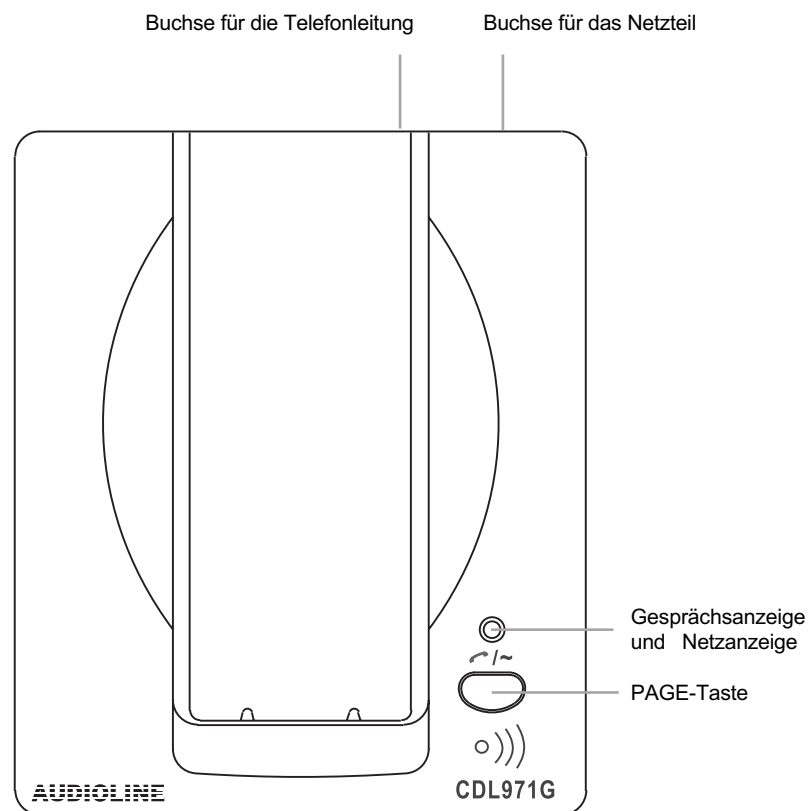 Buchse für die Telefonleitung Buchse für das Netzteil
Gesprächsanzeige
und Netzanzeige
/~
PAGE-Taste
AUDIOLINE CDL971G